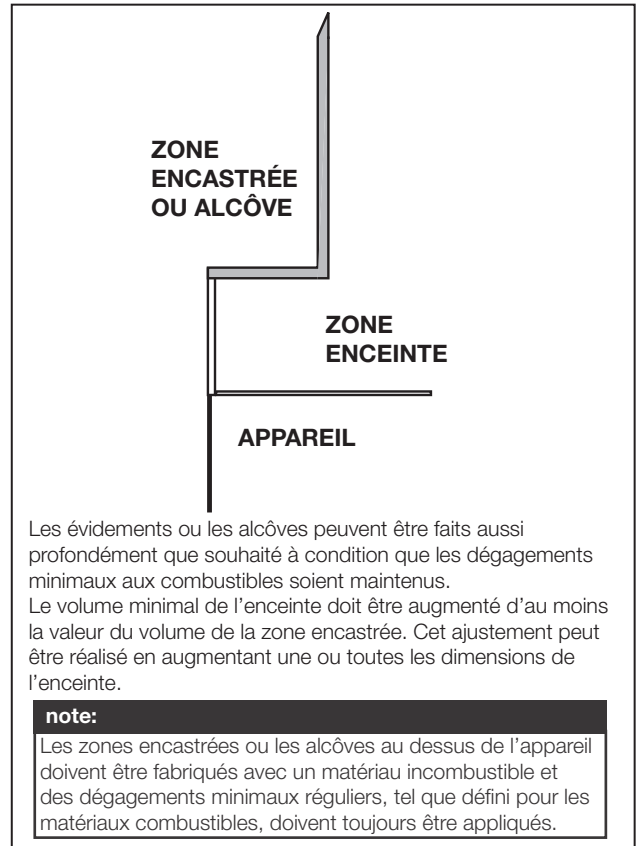 ZONE
ENCASTRÉE
OU ALCÔVE
ZONE
ENCEINTE
APPAREIL
Les évidements ou les alcôves peuvent être faits aussi
profondément que souhaité à condition que les dégagements
minimaux aux combustibles soient maintenus.
Le volume minimal de l’enceinte doit être augmenté d’au moins
la valeur du volume de la zone encastrée. Cet ajustement peut
être réalisé en augmentant une ou toutes les dimensions de
l’enceinte.
note:
Les zones encastrées ou les alcôves au dessus de l’appareil
doivent être fabriqués avec un matériau incombustible et
des dégagements minimaux réguliers, tel que défini pour les
matériaux combustibles, doivent toujours être appliqués.